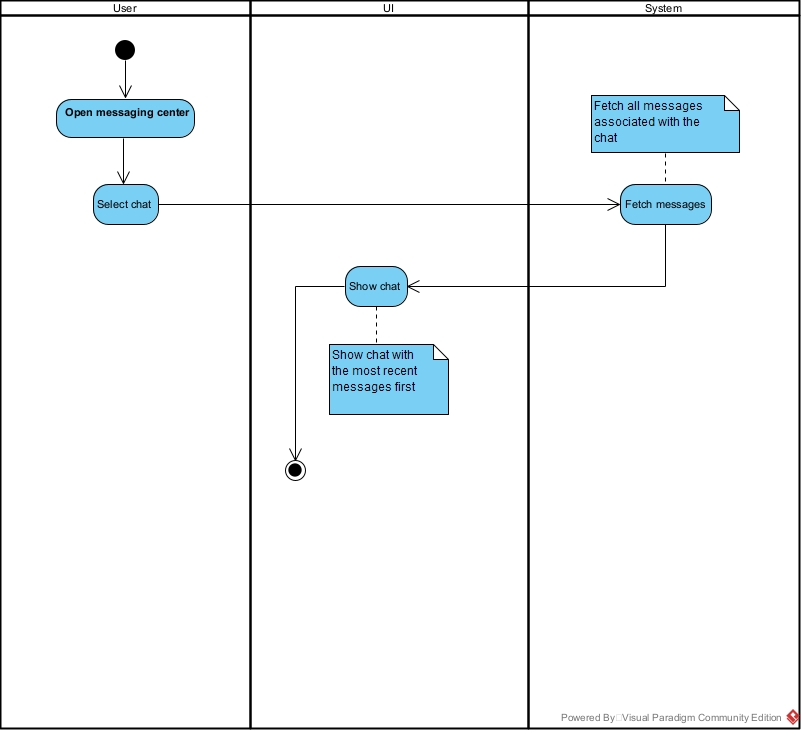 User
UI
System
Open messaging center
Fetch all messages
associated with the
chat
Select chat
Fetch messages
Show chat
Show chat with
the most recent
messages first
Powered By Visual Paradigm Community Edition